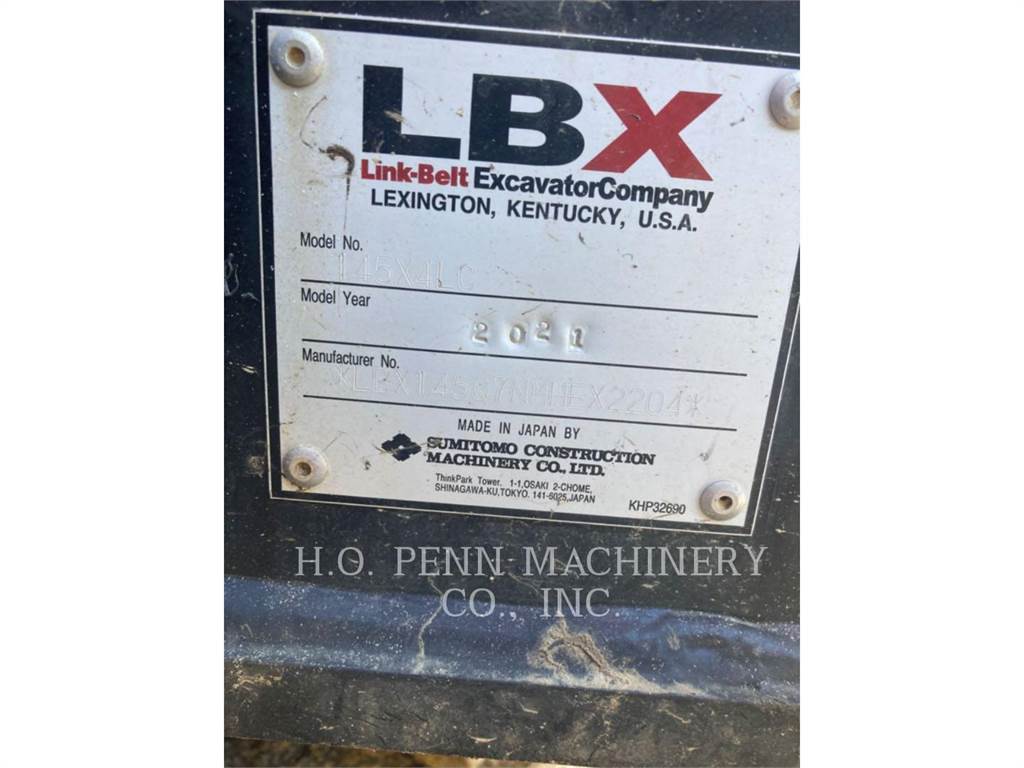 LBX
Link-Belt ExcavatorCompany
LEXINGTON, KENTUCKY, U.S.A.
Model No.
145X4LC
Model Year
2021
Manufacturer No.
MADE IN JAPAN BY
SUMITOMO CONSTRUCTION
MACHINERY CO., LTD.
ThinkPark Tower. 1-1,OSAKI 2-CHOME,
SHINAGAWA-KU,TOKYO. 141-6025,JAPAN
KHP32690
H.O. PENN MACHINERY
CO., INC.